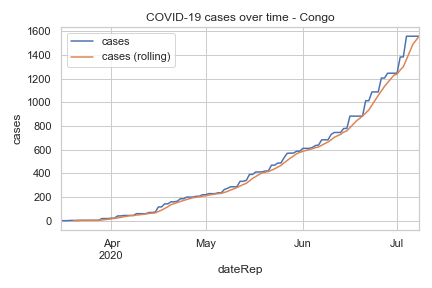 COVID-19 cases over time - Congo
cases
cases (rolling)
1600
1400
1200
1000
800
600
400
200
0
cases
Apr
2020
May
Jun
Jul
dateRep